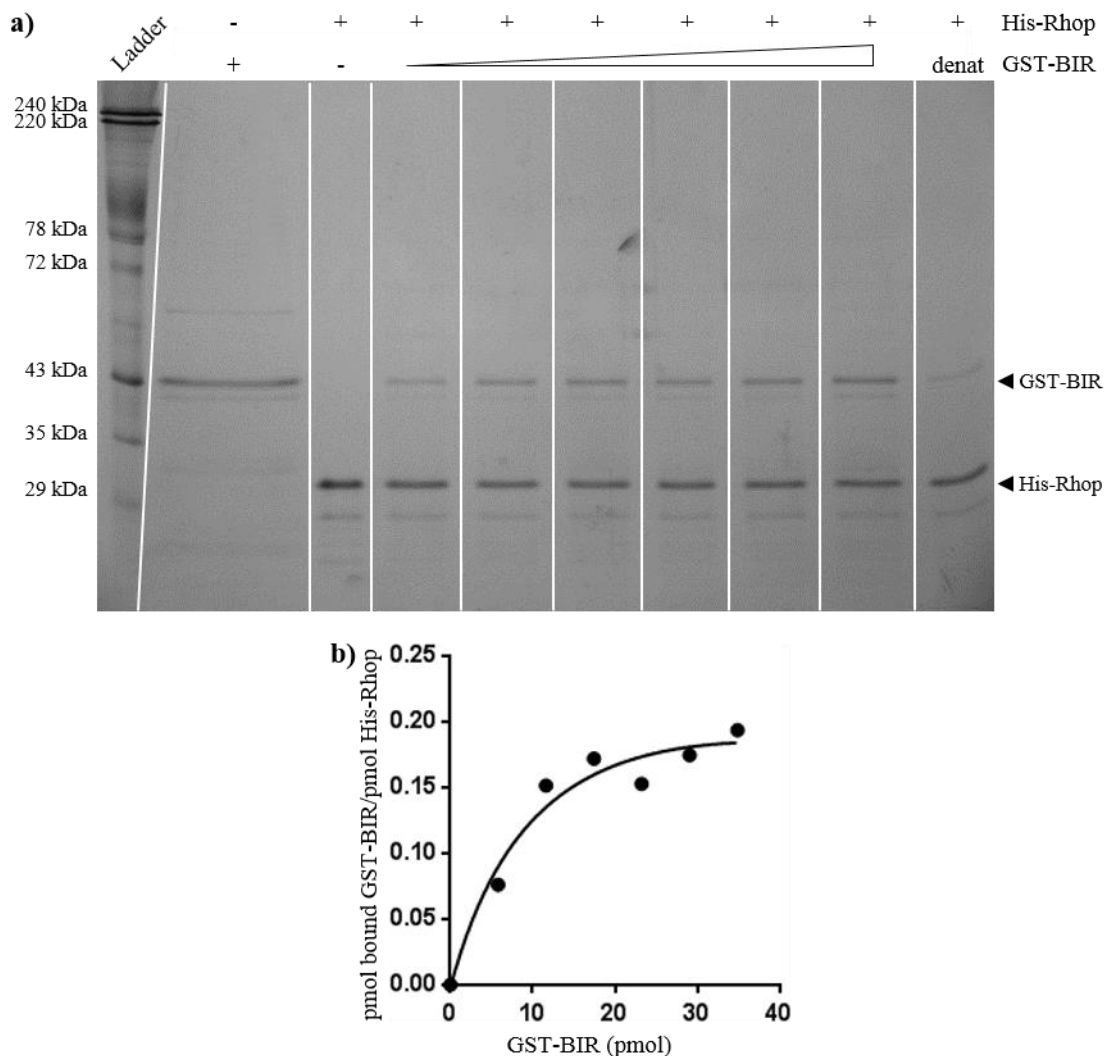 a)
Ladder
- + + + + + + + + His-Rhop
+ - denat GST-BIR
240 kDa
220 kDa
78 kDa
72 kDa
43 kDa
35 kDa
29 kDa
◄ GST-BIR
◄ His-Rhop
b)
pmol bound GST-BIR/pmol His-Rhop
0.25
0.20
0.15
0.10
0.05
0.00
0 10 20 30 40
GST-BIR (pmol)